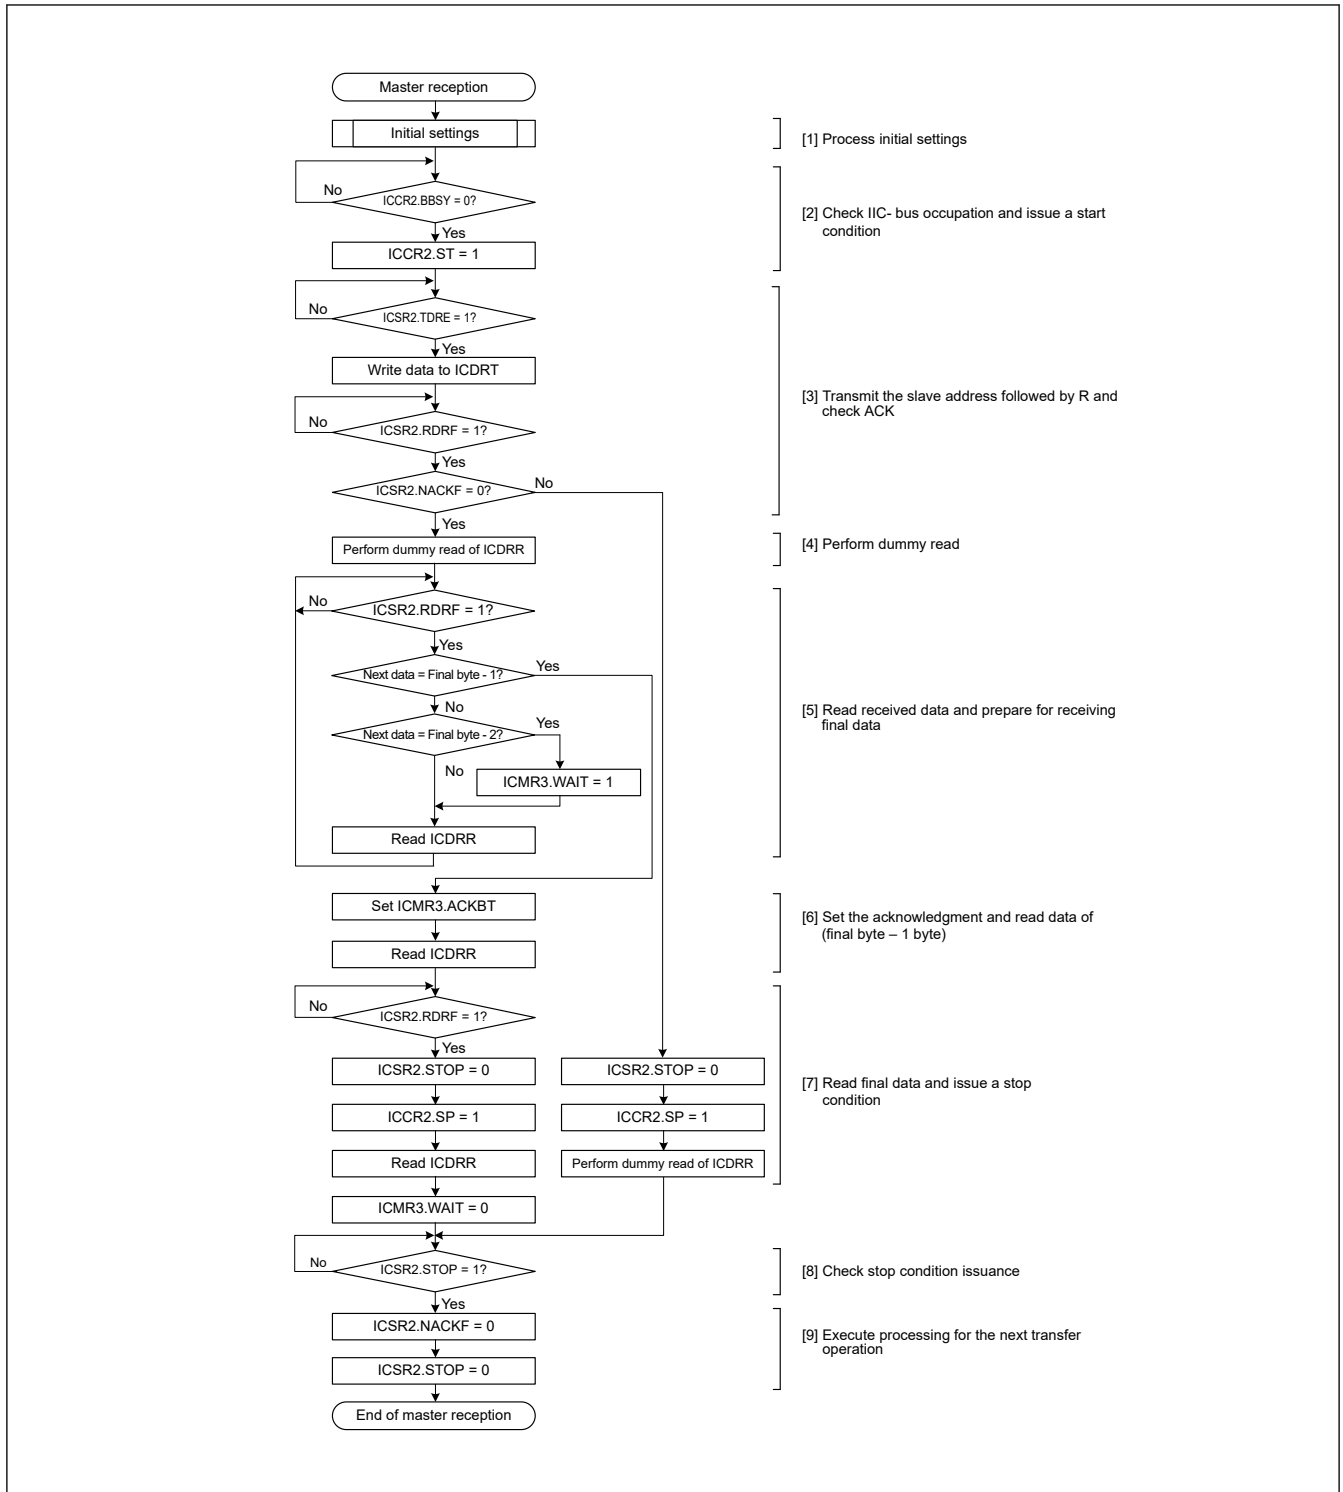 Master reception
Initial settings
[1] Process initial settings
No
ICCR2.BBSY = 0?
Yes
[2] Check IIC- bus occupation and issue a start
condition
ICCR2.ST = 1
No
ICSR2.TDRE = 1?
Yes
Write data to ICDRT
[3] Transmit the slave address followed by R and
check ACK
No
ICSR2.RDRF = 1?
Yes
ICSR2.NACKF = 0?
No
Yes
Perform dummy read of ICDRR
[4] Perform dummy read
No
ICSR2.RDRF = 1?
Yes
Next data = Final byte - 1?
Yes
No
Next data = Final byte - 2?
Yes
[5] Read received data and prepare for receiving
final data
No
ICMR3.WAIT = 1
Read ICDRR
Set ICMR3.ACKBT
[6] Set the acknowledgment and read data of
(final byte – 1 byte)
Read ICDRR
No
ICSR2.RDRF = 1?
Yes
ICSR2.STOP = 0
ICSR2.STOP = 0
[7] Read final data and issue a stop
condition
ICCR2.SP = 1
ICCR2.SP = 1
Read ICDRR
Perform dummy read of ICDRR
ICMR3.WAIT = 0
No
ICSR2.STOP = 1?
[8] Check stop condition issuance
Yes
ICSR2.NACKF = 0
[9] Execute processing for the next transfer
operation
ICSR2.STOP = 0
End of master reception